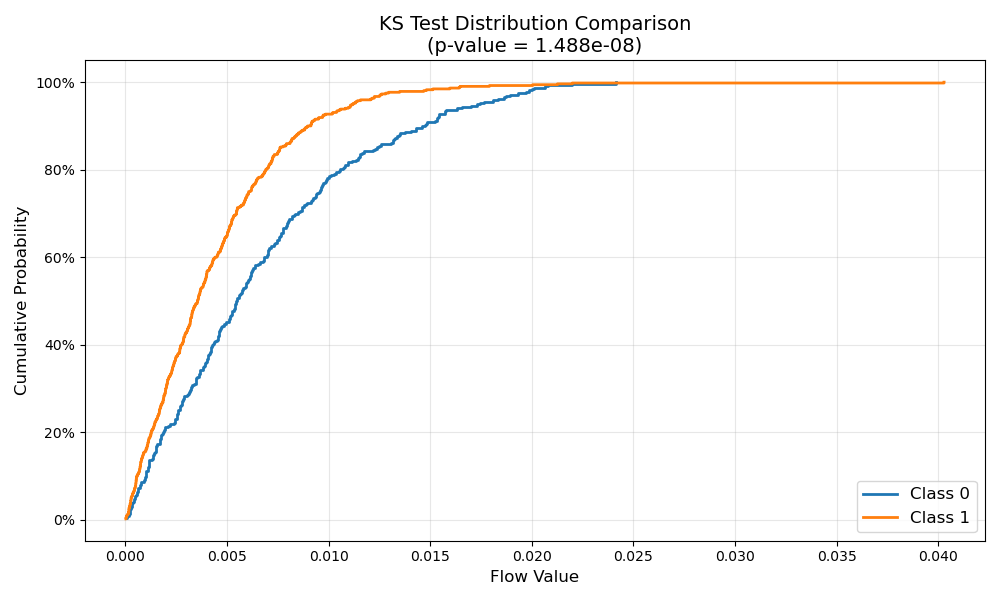 KS Test Distribution Comparison
(p-value = 1.488e-08)
100%
80%
60%
40%
20%
0%
Cumulative Probability
Class 0
Class 1
0.000 0.005 0.010 0.015 0.020 0.025 0.030 0.035 0.040
Flow Value